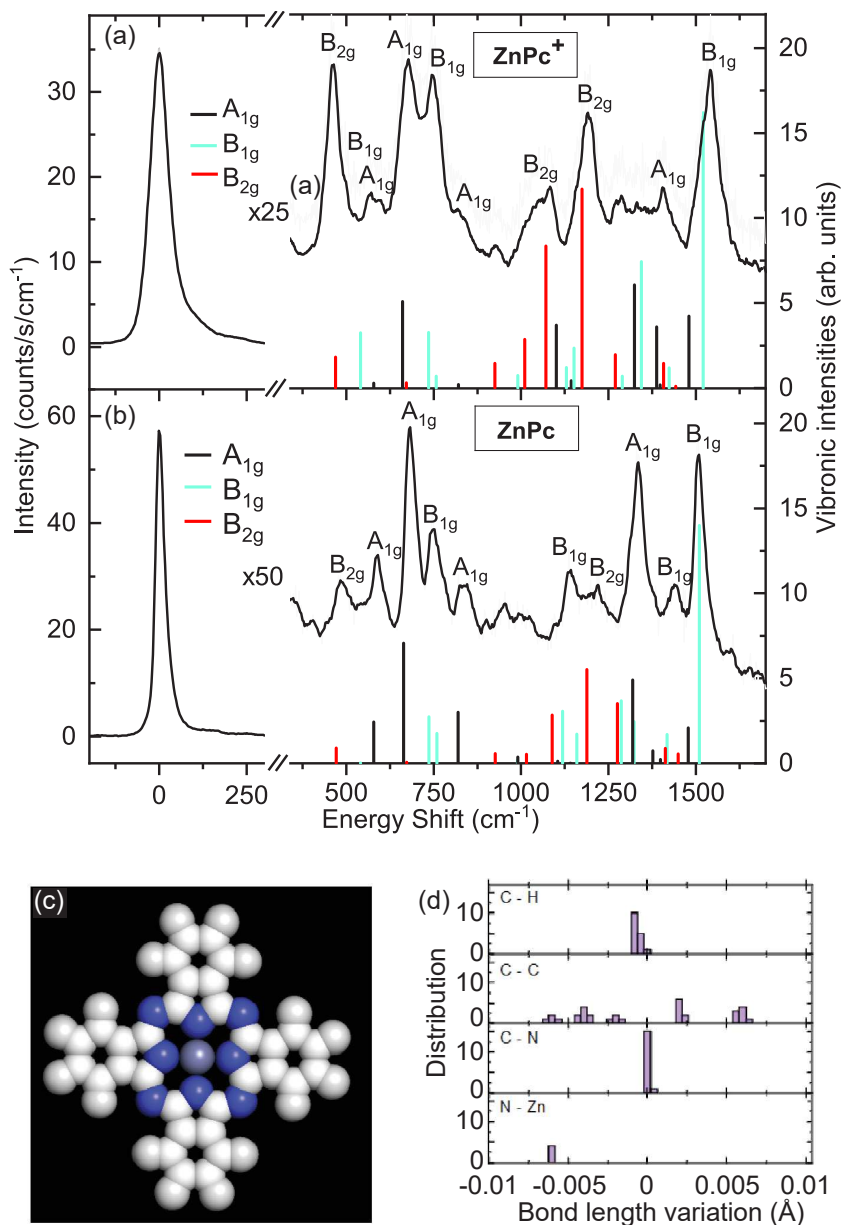 (a)
ZnPc+
B2g
A1g
B1g
B1g
A1g
A1g
B2g
B2g
A1g
B1g
A1g
B1g
B2g
(a)
x25
30
20
10
0
20
15
10
5
0
Intensity (counts/s/cm-1)
Vibronic intensities (arb. units)
(b)
ZnPc
A1g
B1g
B2g
x50
B2g
A1g
A1g
B1g
A1g
B1g
B2g
A1g
B1g
B1g
60
40
20
0
20
15
10
5
0
0
250
500
750
1000
1250
1500
Energy Shift (cm-1)
(c)
(d)
C - H
C - C
C - N
N - Zn
10
0
10
0
10
0
10
0
Distribution
-0.01
-0.005
0
0.005
0.01
Bond length variation (Å)